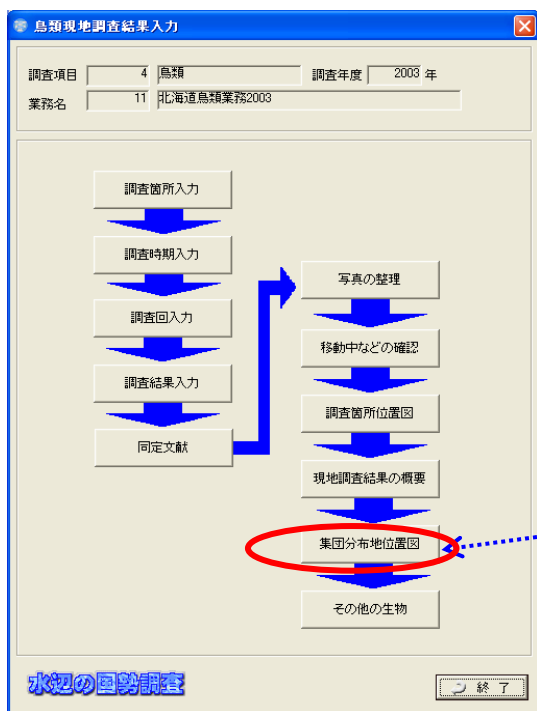 鳥類現地調査結果入力
調査項目 4 鳥類 調査年度 2003 年
業務名 11 北海道鳥類業務2003
調査箇所入力
調査時期入力
調査回入力
調査結果入力
同定文献
写真の整理
移動中などの確認
調査箇所位置図
現地調査結果の概要
集団分布地位置図
その他の生物
水辺の国勢調査
終 了